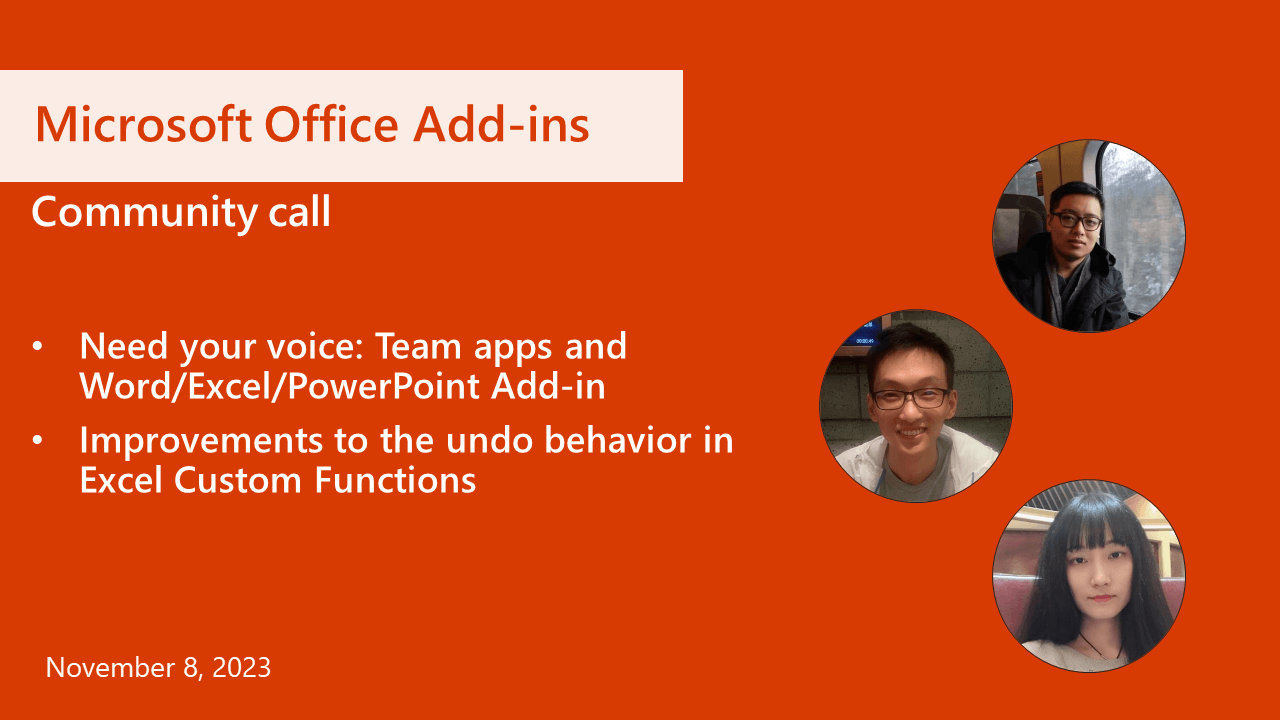 Microsoft Office Add-ins
Community call
• Need your voice: Team apps and
Word/Excel/PowerPoint Add-in
• Improvements to the undo behavior in
Excel Custom Functions
November 8, 2023